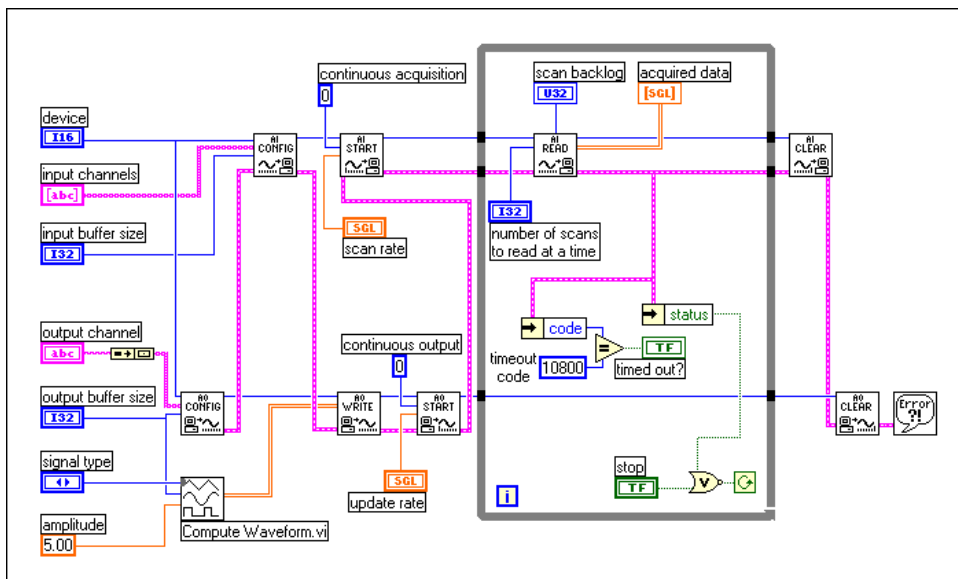 continuous acquisition
0
scan backlog
U32
acquired data
[SGL]
device
I16
AI
CONFIG
AI
START
AI
READ
AI
CLEAR
input channels
[abc]
input buffer size
I32
SGL
scan rate
I32
number of scans
to read at a time
code
status
timeout
code
10800
=
TF
timed out?
output channel
abc
continuous output
0
output buffer size
I32
AO
CONFIG
AO
WRITE
AO
START
AO
CLEAR
Error
?!
signal type
SGL
update rate
stop
TF
V
i
amplitude
5.00
Compute Waveform.vi